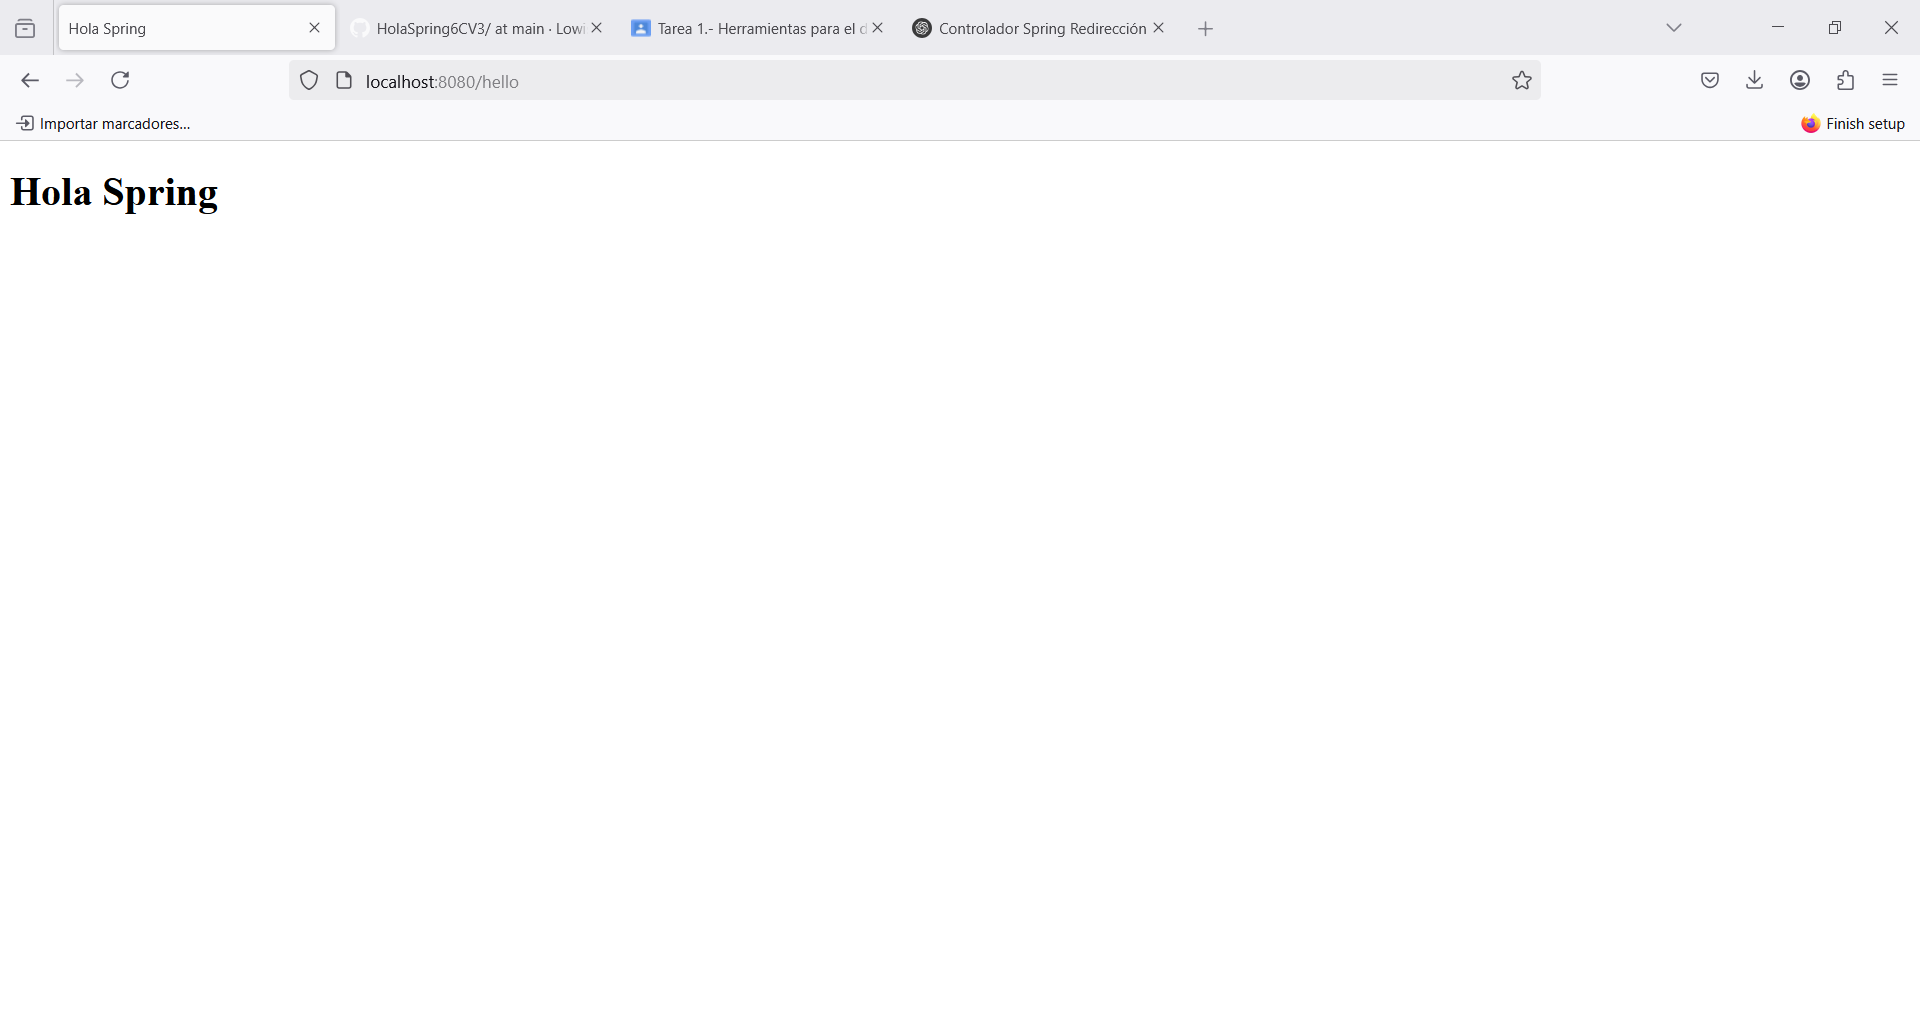 Hola Spring
HolaSpring6CV3/ at main · Lowi
Tarea 1.- Herramientas para el d
Controlador Spring Redirección
localhost:8080/hello
Importar marcadores...
Finish setup
Hola Spring